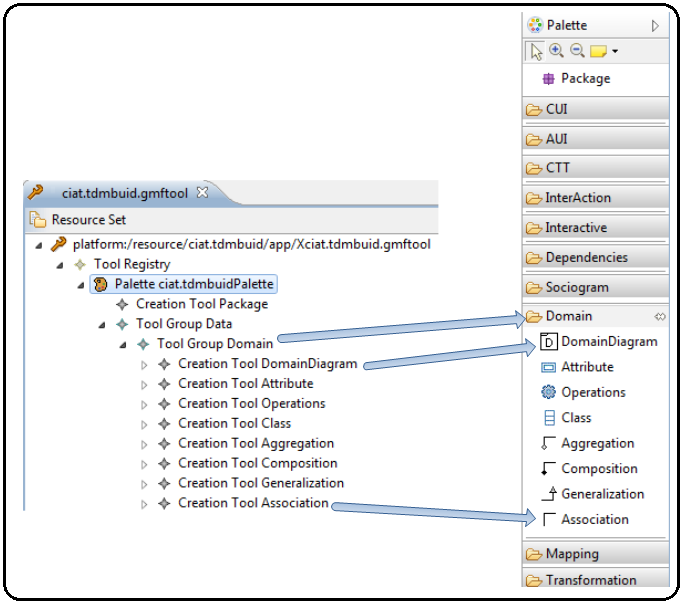 ciat.tdmbuid.gmftool
Resource Set
platform:/resource/ciat.tdmbuid/app/Xciat.tdmbuid.gmftool
Tool Registry
Palette ciat.tdmbuidPalette
Creation Tool Package
Tool Group Data
Tool Group Domain
Creation Tool DomainDiagram
Creation Tool Attribute
Creation Tool Operations
Creation Tool Class
Creation Tool Aggregation
Creation Tool Composition
Creation Tool Generalization
Creation Tool Association
Palette
Package
CUI
AUI
CTT
InterAction
Interactive
Dependencies
Sociogram
Domain
D DomainDiagram
Attribute
Operations
Class
Aggregation
Composition
Generalization
Association
Mapping
Transformation